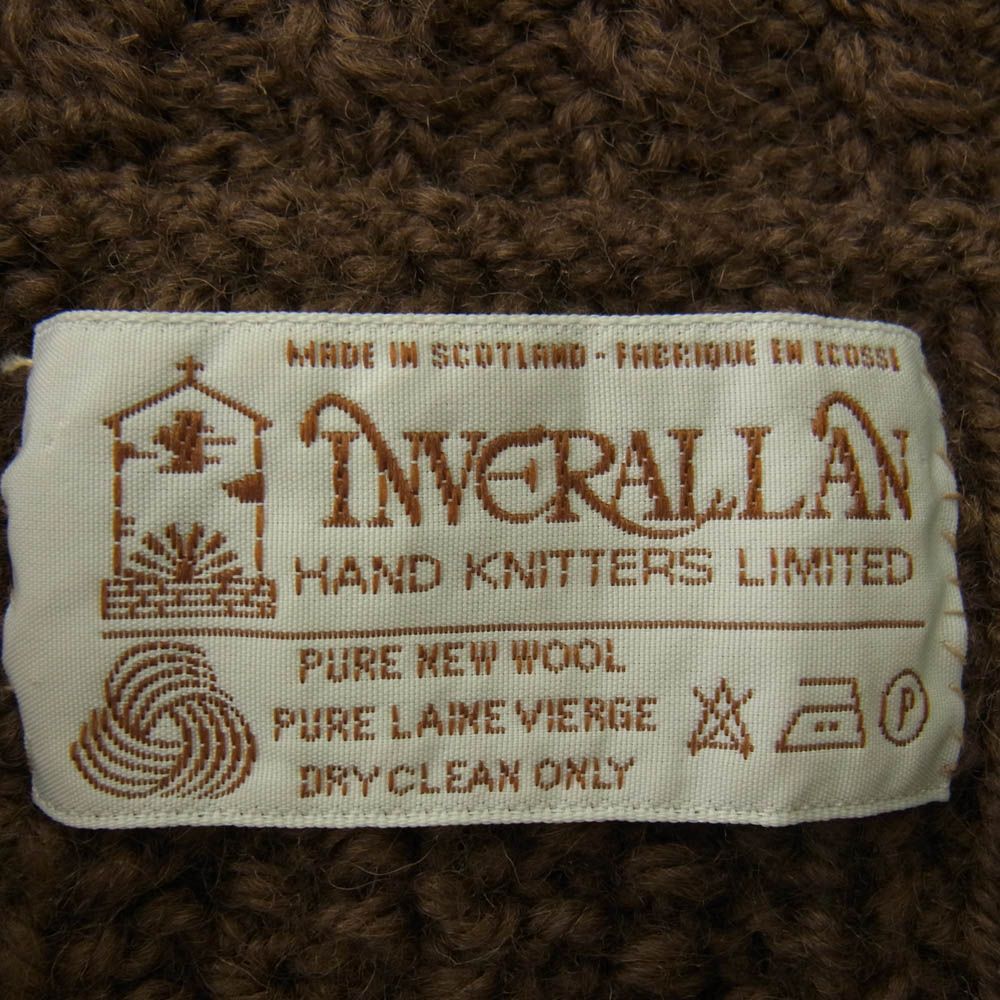 MADE IN SCOTLAND - FABRIQUE EN ECOSSE
INVERALLAN
HAND KNITTERS LIMITED
PURE NEW WOOL
PURE LAINE VIERGE
DRY CLEAN ONLY
P